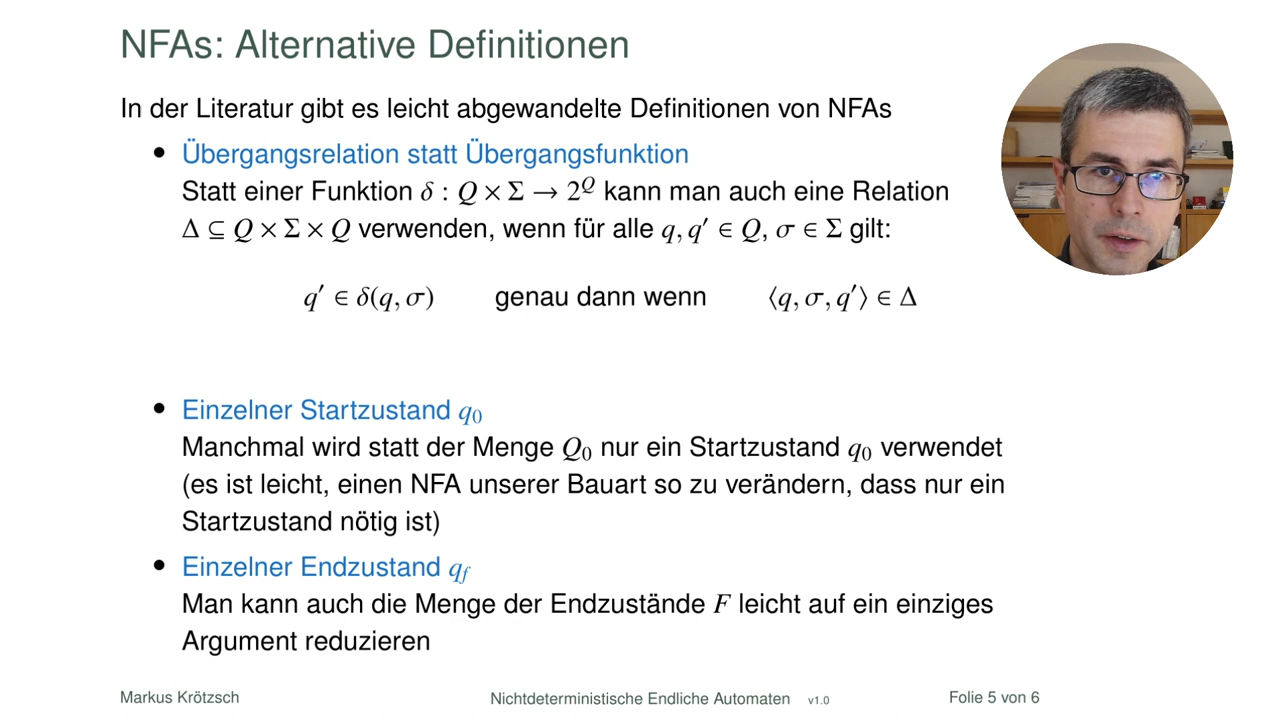 NFAs: Alternative Definitionen
In der Literatur gibt es leicht abgewandelte Definitionen von NFAs
• Übergangsrelation statt Übergangsfunktion
Statt einer Funktion δ : Q × Σ → 2^Q kann man auch eine Relation
Δ ⊆ Q × Σ × Q verwenden, wenn für alle q, q′ ∈ Q, σ ∈ Σ gilt:
q′ ∈ δ(q, σ) genau dann wenn ⟨q, σ, q′⟩ ∈ Δ
• Einzelner Startzustand q₀
Manchmal wird statt der Menge Q₀ nur ein Startzustand q₀ verwendet
(es ist leicht, einen NFA unserer Bauart so zu verändern, dass nur ein
Startzustand nötig ist)
• Einzelner Endzustand q_f
Man kann auch die Menge der Endzustände F leicht auf ein einziges
Argument reduzieren
Markus Krötzsch Nichtdeterministische Endliche Automaten v1.0 Folie 5 von 6